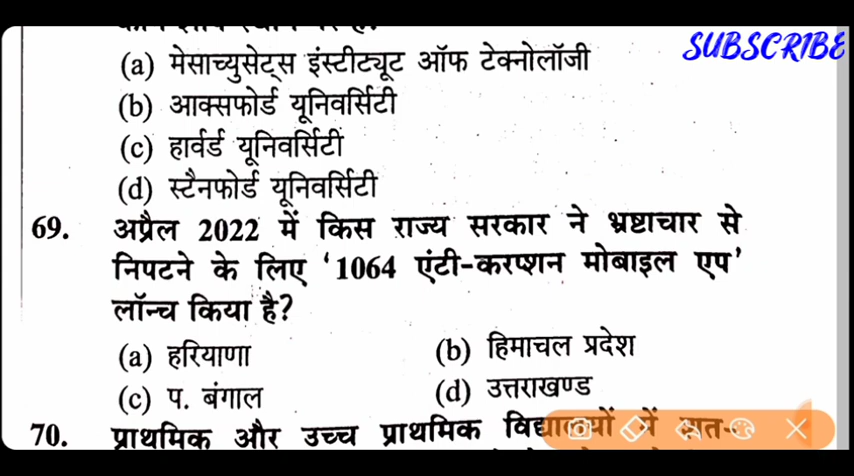 SUBSCRIBE
(a) मेसाच्युसेट्स इंस्टीट्यूट ऑफ टेक्नोलॉजी
(b) आक्सफोर्ड यूनिवर्सिटी
(c) हार्वर्ड यूनिवर्सिटी
(d) स्टैनफोर्ड यूनिवर्सिटी
69. अप्रैल 2022 में किस राज्य सरकार ने भ्रष्टाचार से
निपटने के लिए ‘1064 एंटी-करप्शन मोबाइल एप’
लॉन्च किया है?
(a) हरियाणा (b) हिमाचल प्रदेश
(c) प. बंगाल (d) उत्तराखण्ड
70. प्राथमिक और उच्च प्राथमिक विद्यालयों में